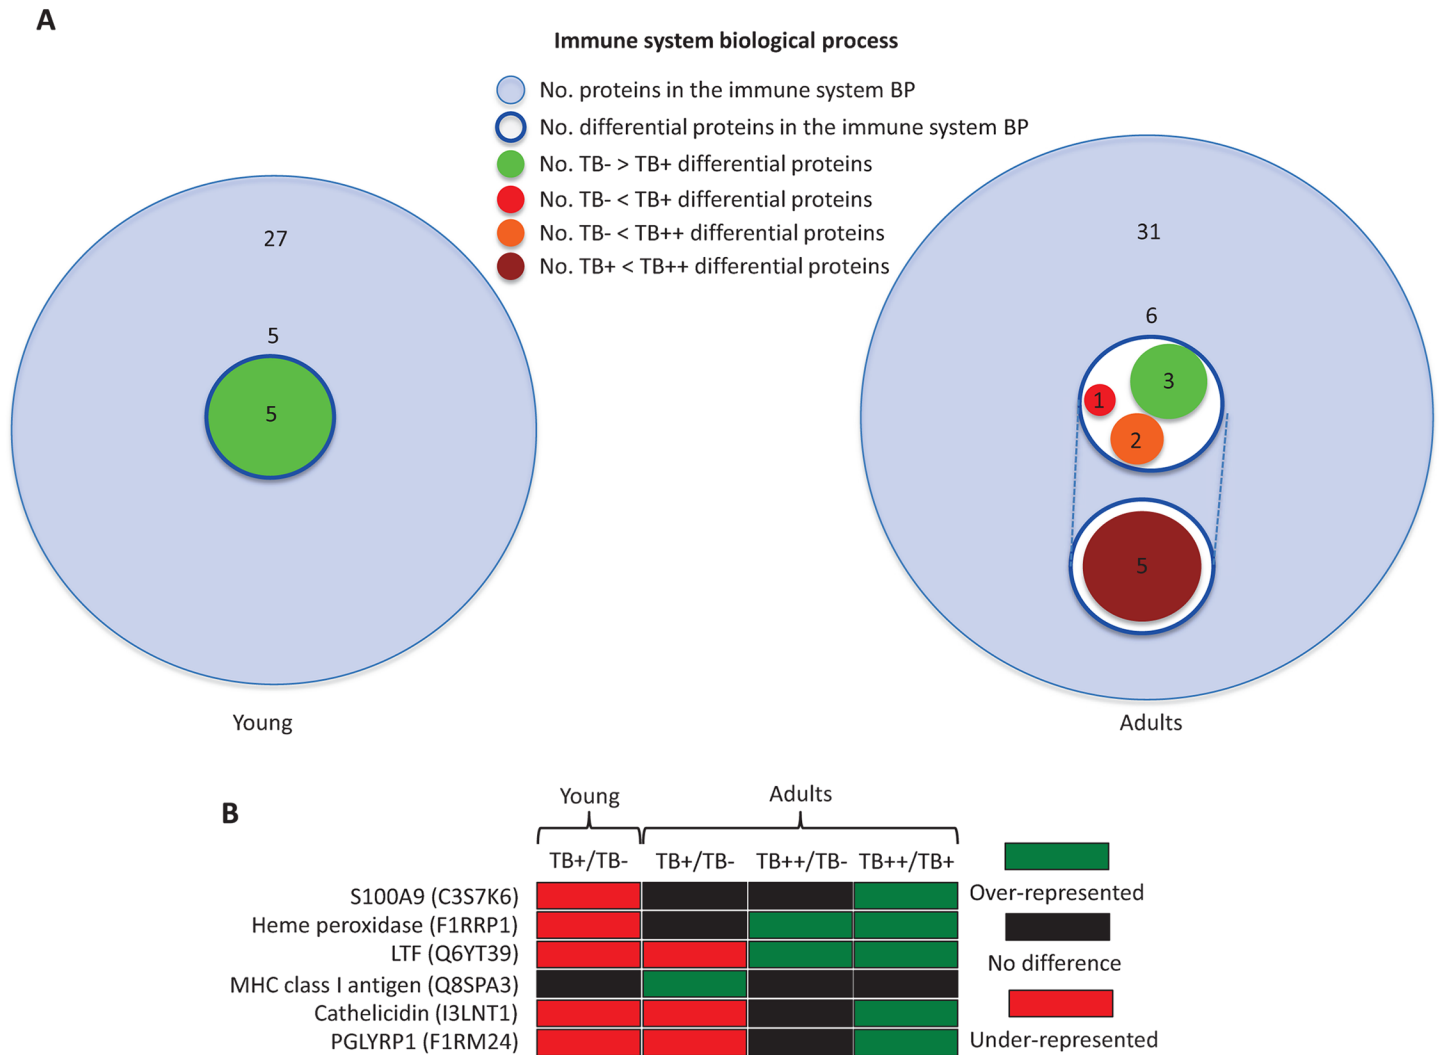 A
Immune system biological process
No. proteins in the immune system BP
No. differential proteins in the immune system BP
No. TB- > TB+ differential proteins
No. TB- < TB+ differential proteins
No. TB- < TB++ differential proteins
No. TB+ < TB++ differential proteins
27
5
5
Young
31
6
3
1
2
5
Adults
B
Young
Adults
TB+/TB-
TB+/TB-
TB++/TB-
TB++/TB+
S100A9 (C3S7K6)
Heme peroxidase (F1RRP1)
LTF (Q6YT39)
MHC class I antigen (Q8SPA3)
Cathelicidin (I3LNT1)
PGLYRP1 (F1RM24)
Over-represented
No difference
Under-represented